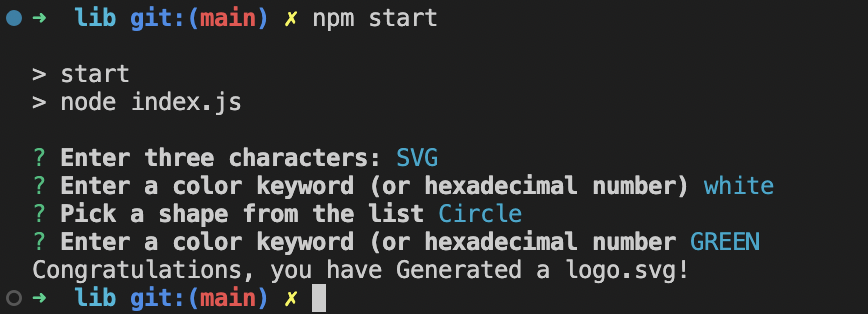 ➜ lib git:(main) ✗ npm start
> start
> node index.js
? Enter three characters: SVG
? Enter a color keyword (or hexadecimal number) white
? Pick a shape from the list Circle
? Enter a color keyword (or hexadecimal number GREEN
Congratulations, you have Generated a logo.svg!
➜ lib git:(main) ✗